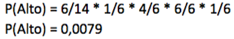 P(Alto) = 6/14 * 1/6 * 4/6 * 6/6 * 1/6
P(Alto) = 0,0079